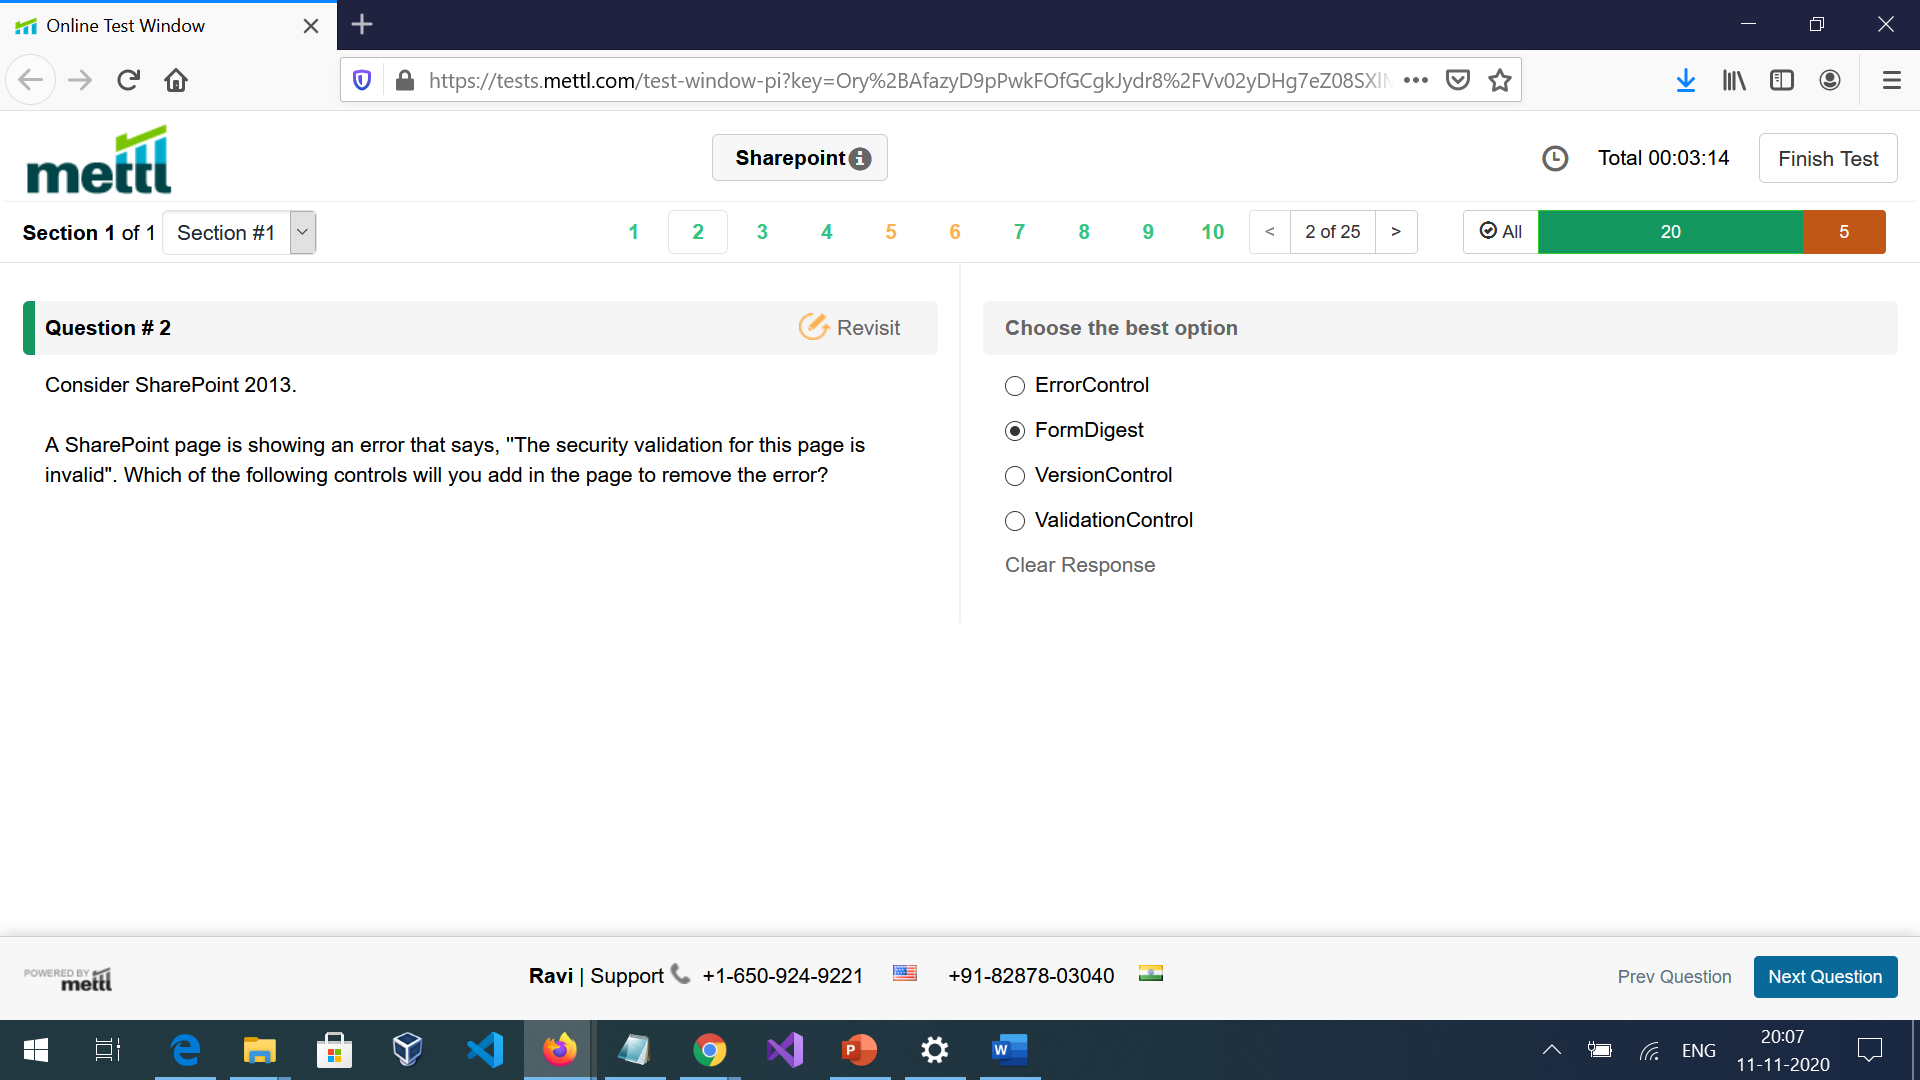 Online Test Window
https://tests.mettl.com/test-window-pi?key=Ory%2BAfazyD9pPwkFOfGCgkJydr8%2FVv02yDHg7eZ08SXl
mettl
Sharepoint
Total 00:03:14
Finish Test
Section 1 of 1
Section #1
1 2 3 4 5 6 7 8 9 10
< 2 of 25 >
All 20 5
Question # 2
Revisit
Choose the best option
Consider SharePoint 2013.
A SharePoint page is showing an error that says, "The security validation for this page is
invalid". Which of the following controls will you add in the page to remove the error?
ErrorControl
FormDigest
VersionControl
ValidationControl
Clear Response
POWERED BY
mettl
Ravi | Support +1-650-924-9221 +91-82878-03040
Prev Question
Next Question
ENG
20:07
11-11-2020